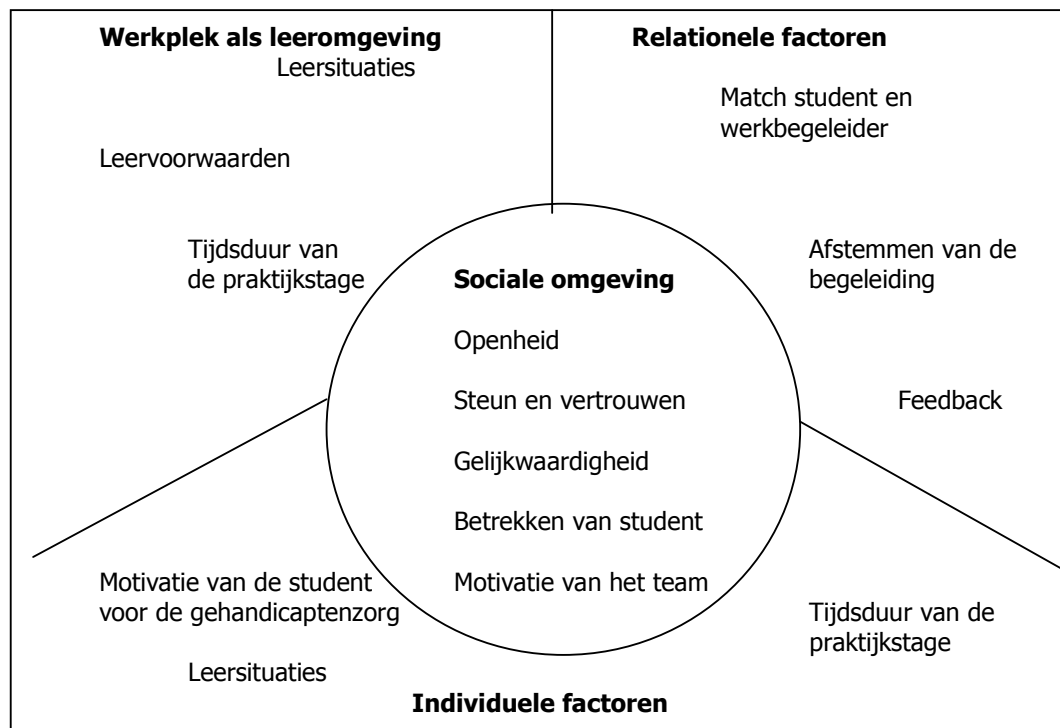 Werkplek als leeromgeving
Leersituaties
Leervoorwaarden
Tijdsduur van
de praktijkstage
Relationele factoren
Match student en
werkbegeleider
Afstemmen van de
begeleiding
Feedback
Sociale omgeving
Openheid
Steun en vertrouwen
Gelijkwaardigheid
Betrekken van student
Motivatie van het team
Motivatie van de student
voor de gehandicaptenzorg
Leersituaties
Tijdsduur van de
praktijkstage
Individuele factoren